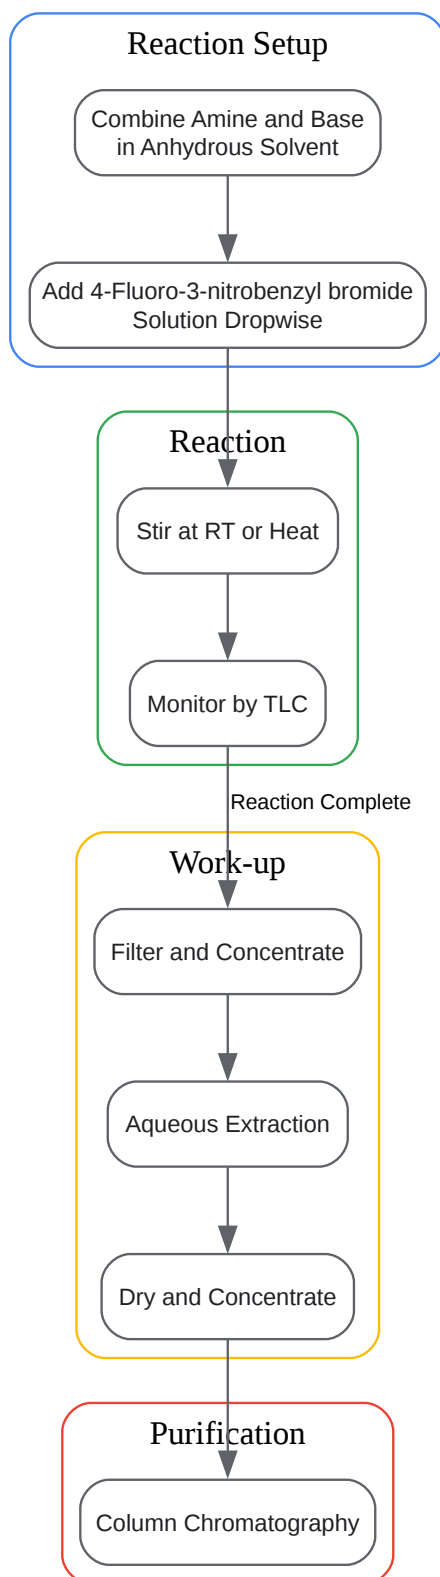 Reaction Setup
Combine Amine and Base
in Anhydrous Solvent
Add 4-Fluoro-3-nitrobenzyl bromide
Solution Dropwise
Reaction
Stir at RT or Heat
Monitor by TLC
Reaction Complete
Work-up
Filter and Concentrate
Aqueous Extraction
Dry and Concentrate
Purification
Column Chromatography